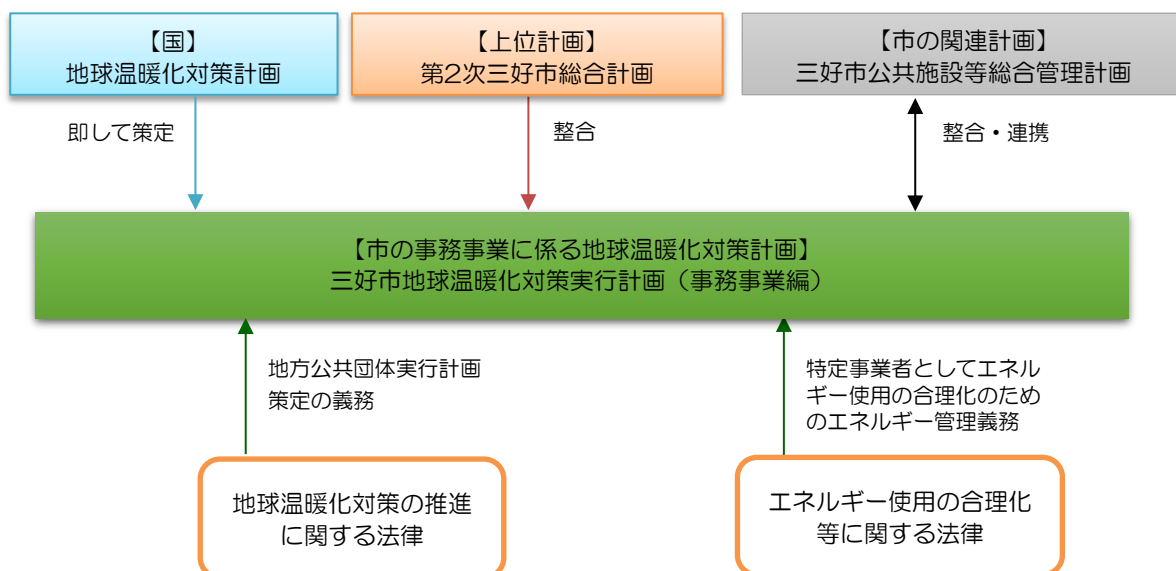 【国】
地球温暖化対策計画
【上位計画】
第2次三好市総合計画
【市の関連計画】
三好市公共施設等総合管理計画
即して策定
整合
整合・連携
【市の事務事業に係る地球温暖化対策計画】
三好市地球温暖化対策実行計画（事務事業編）
地方公共団体実行計画
策定の義務
特定事業者としてエネル
ギー使用の合理化のため
のエネルギー管理義務
地球温暖化対策の推進
に関する法律
エネルギー使用の合理化
等に関する法律